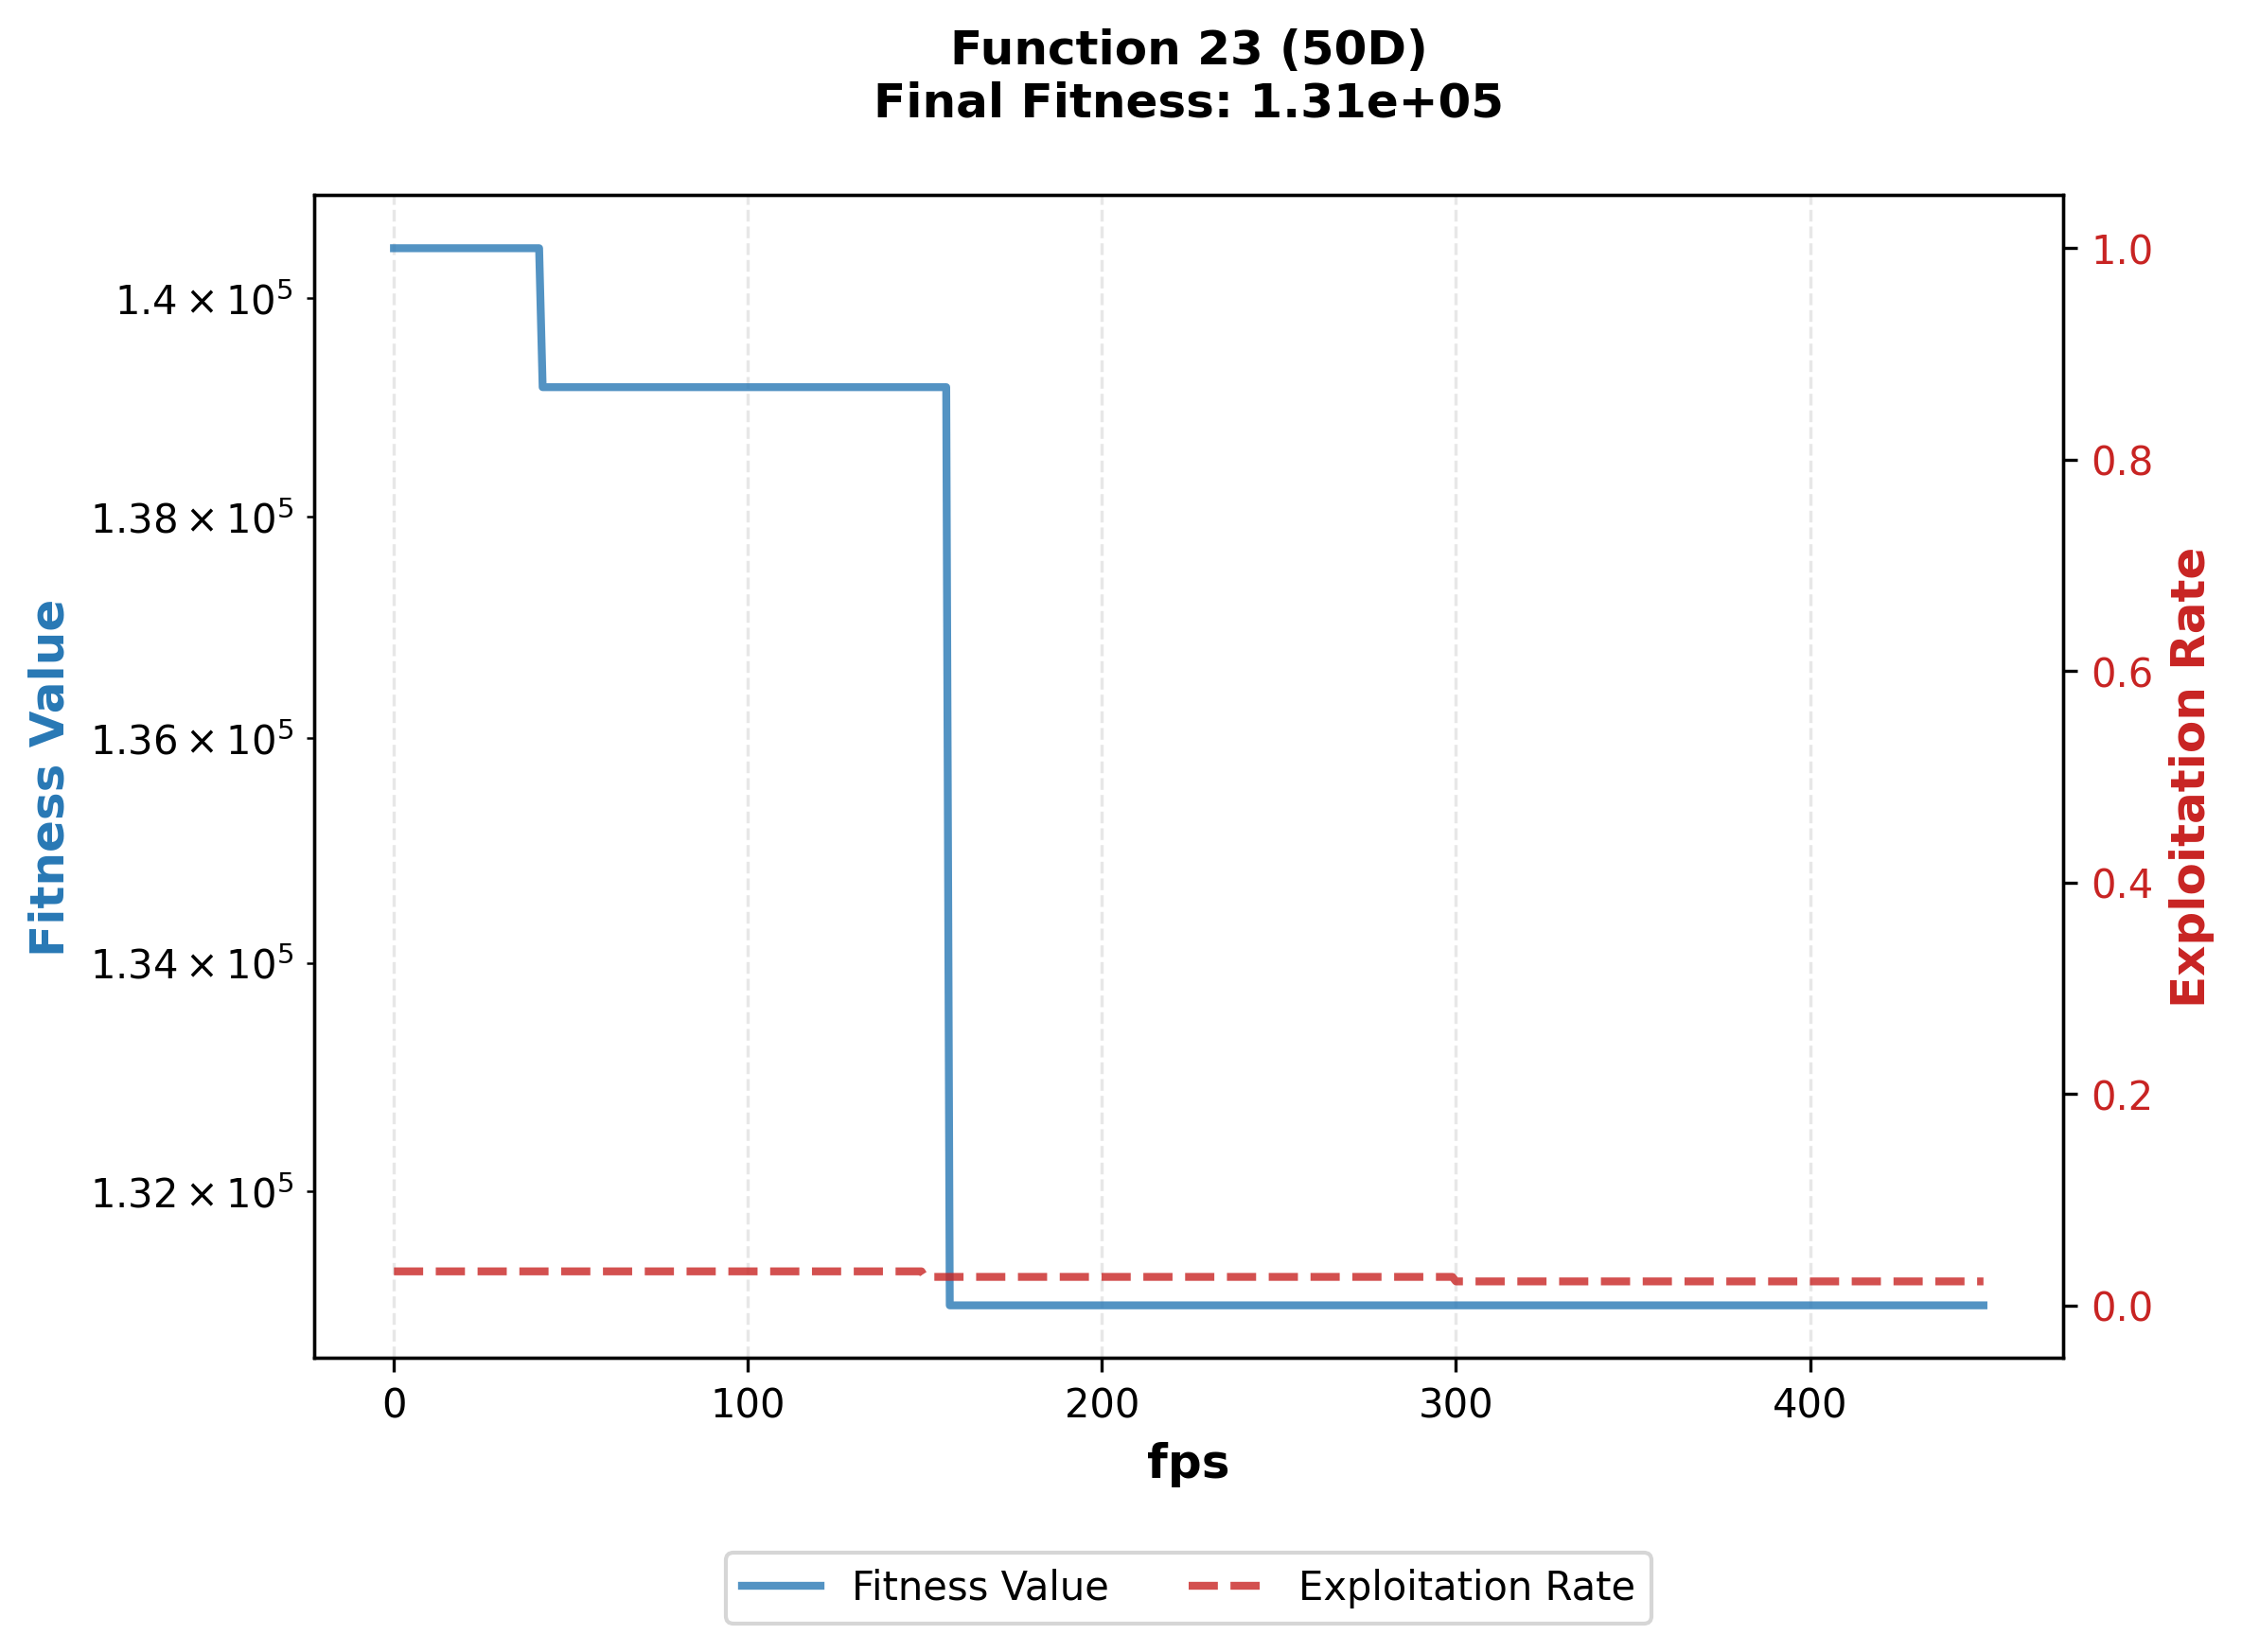 Function 23 (50D)
Final Fitness: 1.31e+05
Fitness Value
1.4 × 10⁵
1.38 × 10⁵
1.36 × 10⁵
1.34 × 10⁵
1.32 × 10⁵
1.0
0.8
0.6
0.4
0.2
0.0
Exploitation Rate
0 100 200 300 400
fps
Fitness Value Exploitation Rate